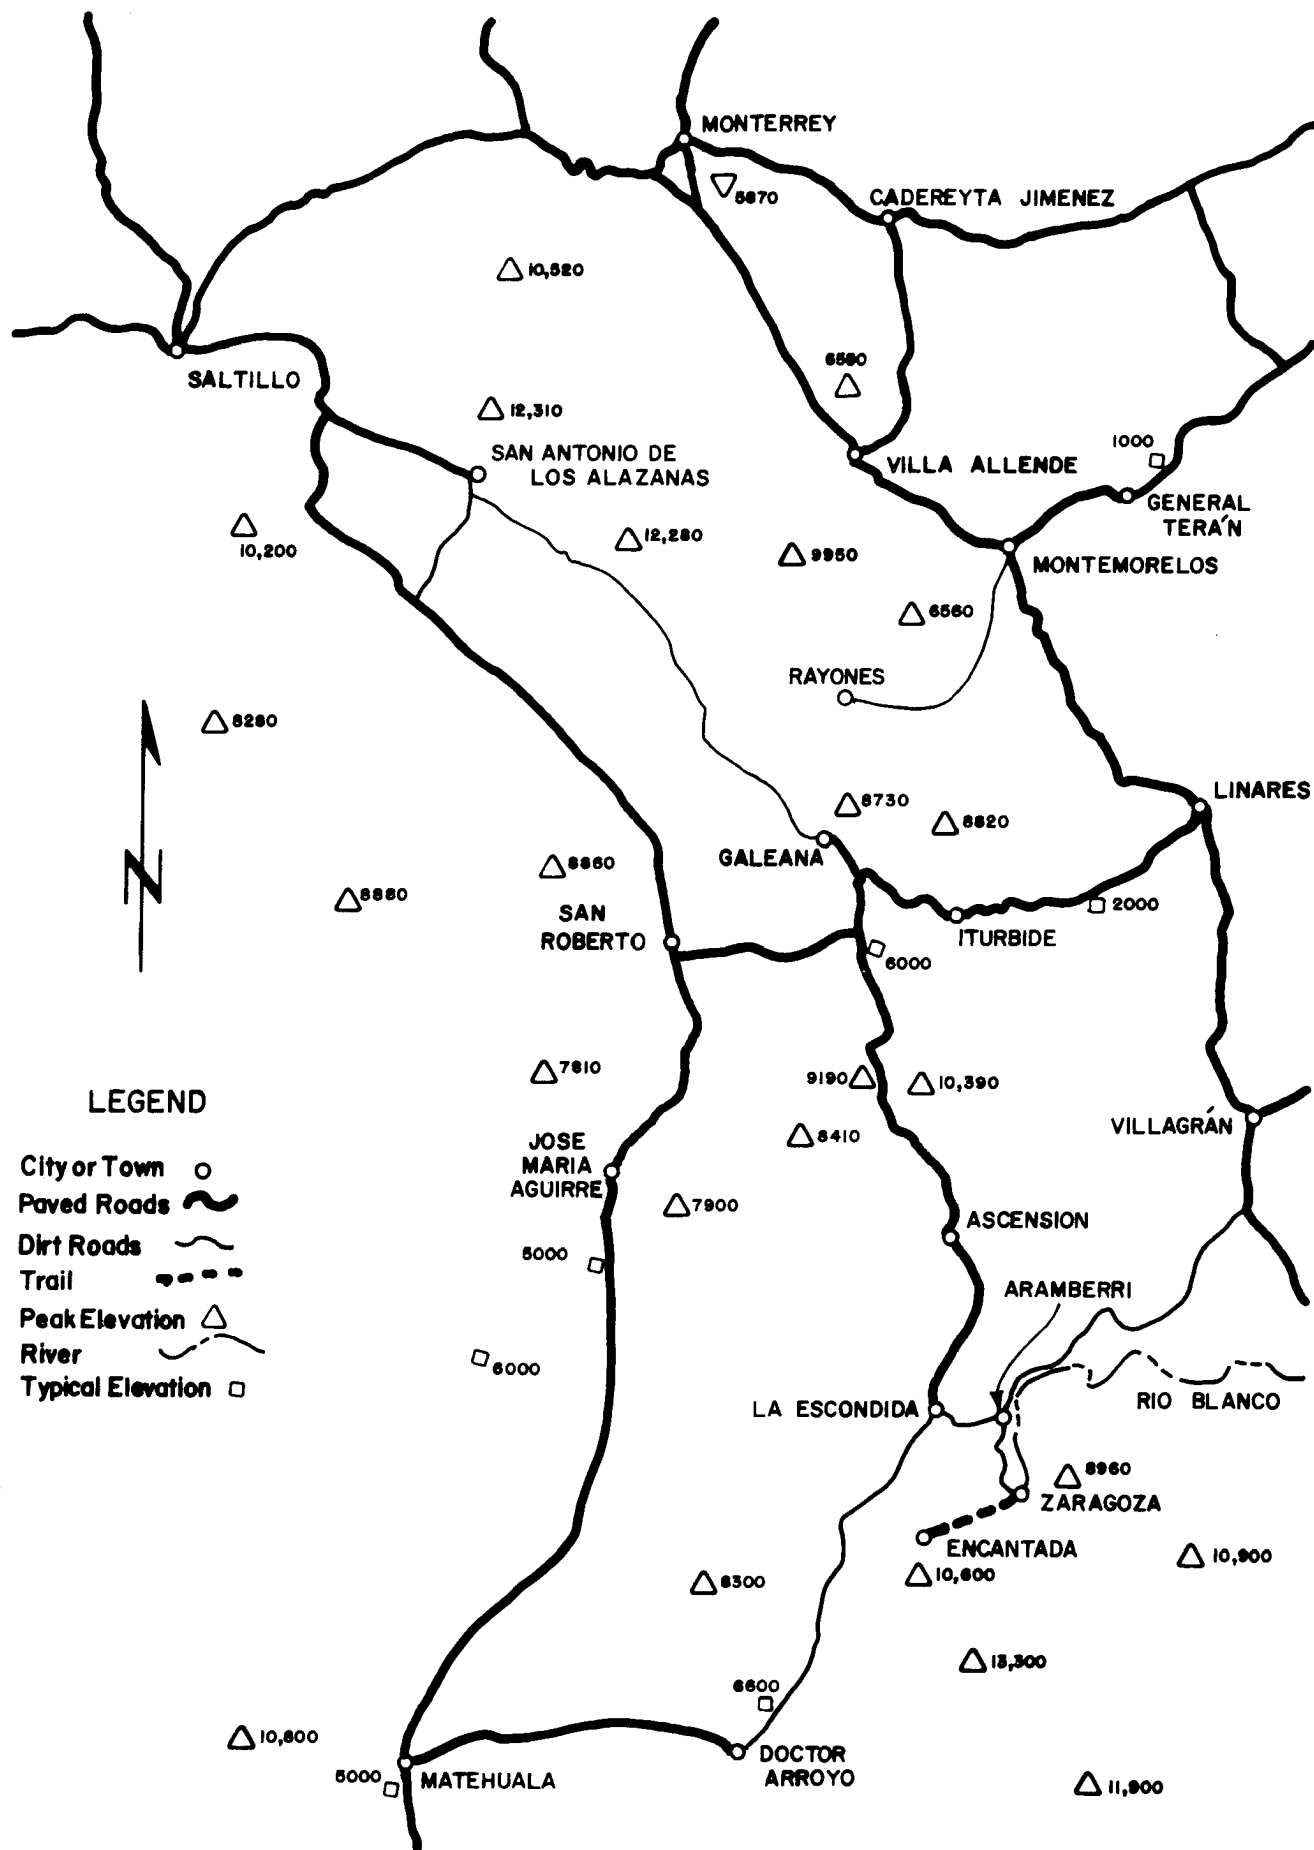 MONTERREY
5870
CADEREYTA JIMENEZ
10,520
6580
SALTILLO
12,310
SAN ANTONIO DE
LOS ALAZANAS
VILLA ALLENDE
1000
GENERAL
TERÁN
10,200
12,280
9950
MONTEMORELOS
6560
RAYONES
8280
LINARES
8730
8820
GALEANA
8860
8880
2000
SAN
ROBERTO
ITURBIDE
6000
N
7810
9190
10,390
LEGEND
VILLAGRÁN
8410
JOSE
MARIA
AGUIRRE
City or Town
Paved Roads
Dirt Roads
Trail
Peak Elevation
River
Typical Elevation
7900
ASCENSION
5000
ARAMBERRI
6000
RIO BLANCO
LA ESCONDIDA
8960
ZARAGOZA
ENCANTADA
10,900
10,600
8300
13,300
6600
10,800
DOCTOR
ARROYO
5000
MATEHUALA
11,900